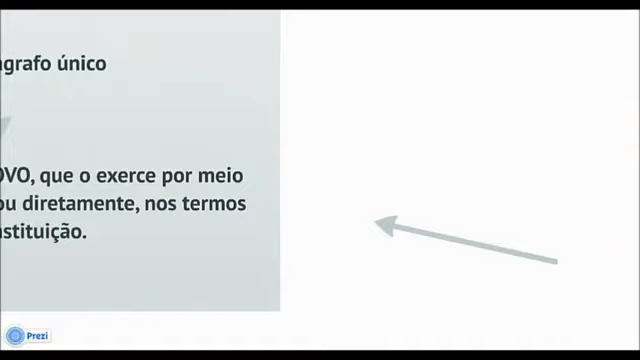 ágrafo único
OVO, que o exerce por meio
ou diretamente, nos termos
nstituição.
Prezi